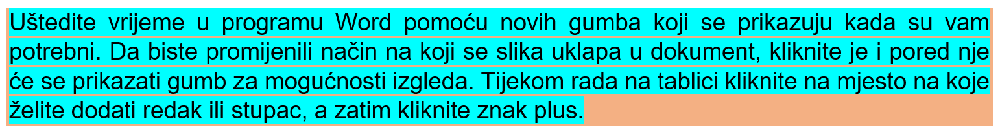 Uštedite vrijeme u programu Word pomoću novih gumba koji se prikazuju kada su vam
potrebni. Da biste promijenili način na koji se slika uklapa u dokument, kliknite je i pored nje
će se prikazati gumb za mogućnosti izgleda. Tijekom rada na tablici kliknite na mjesto na koje
želite dodati redak ili stupac, a zatim kliknite znak plus.